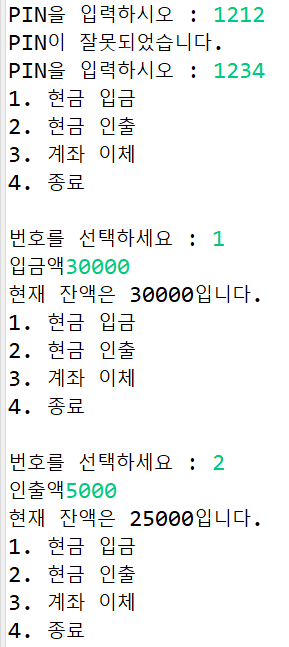 PIN을 입력하시오 : 1212
PIN이 잘못되었습니다.
PIN을 입력하시오 : 1234
1. 현금 입금
2. 현금 인출
3. 계좌 이체
4. 종료
번호를 선택하세요 : 1
입금액30000
현재 잔액은 30000입니다.
1. 현금 입금
2. 현금 인출
3. 계좌 이체
4. 종료
번호를 선택하세요 : 2
인출액5000
현재 잔액은 25000입니다.
1. 현금 입금
2. 현금 인출
3. 계좌 이체
4. 종료